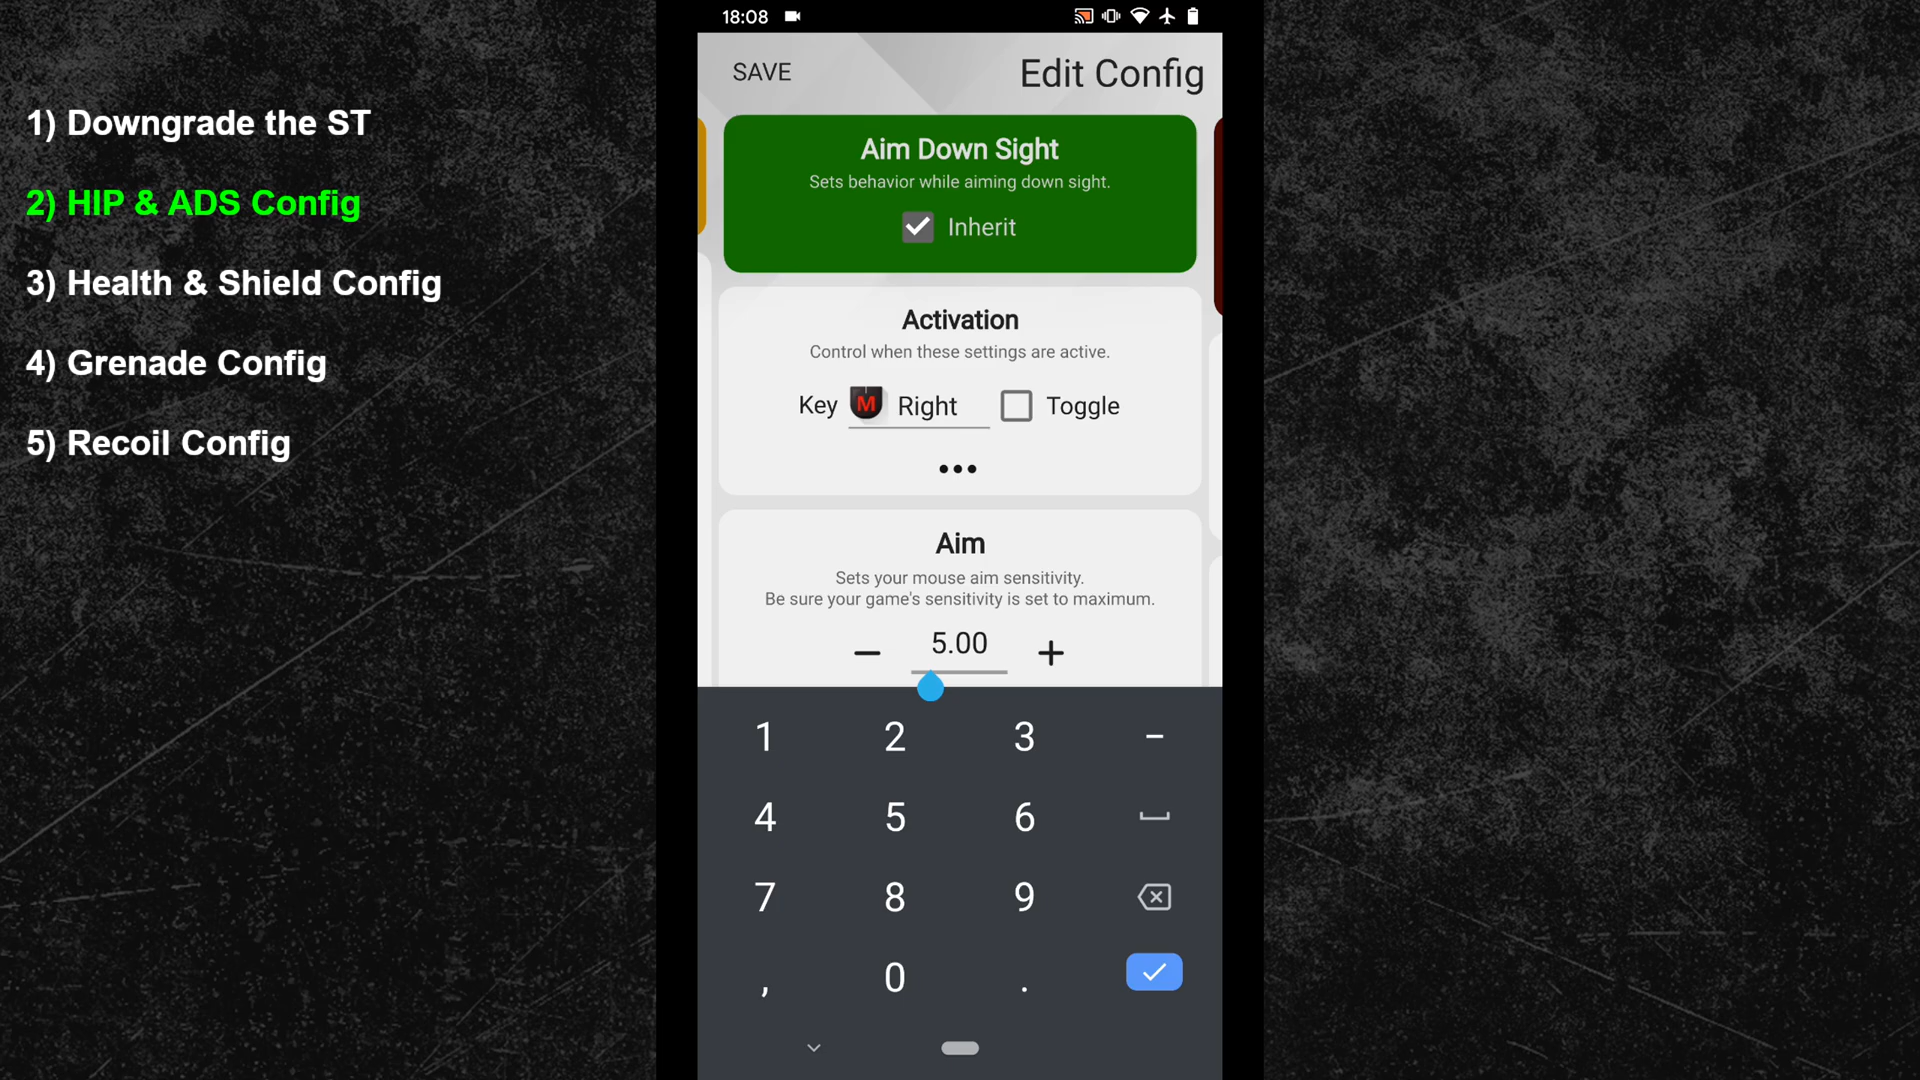 1) Downgrade the ST
2) HIP & ADS Config
3) Health & Shield Config
4) Grenade Config
5) Recoil Config
18:08
SAVE
Edit Config
Aim Down Sight
Sets behavior while aiming down sight.
Inherit
Activation
Control when these settings are active.
Key M Right Toggle
•••
Aim
Sets your mouse aim sensitivity.
Be sure your game's sensitivity is set to maximum.
− 5.00 +
1 2 3 −
4 5 6
7 8 9
, 0 .